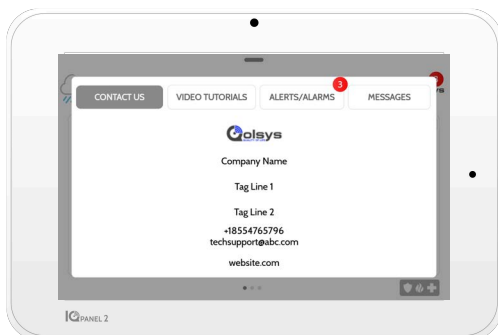 CONTACT US
VIDEO TUTORIALS
ALERTS/ALARMS
3
MESSAGES
Qolsys
Company Name
Tag Line 1
Tag Line 2
+18554765796
techsupport@abc.com
website.com
IQ PANEL 2